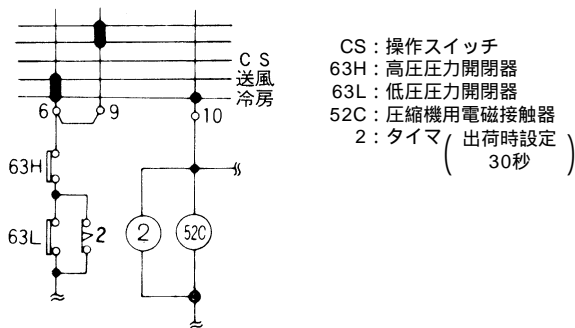 CS
送風
冷房
6
9
10
63H
63L
2
2
52C
CS：操作スイッチ
63H：高圧圧力開閉器
63L：低圧圧力開閉器
52C：圧縮機用電磁接触器
2：タイマ（出荷時設定
30秒）